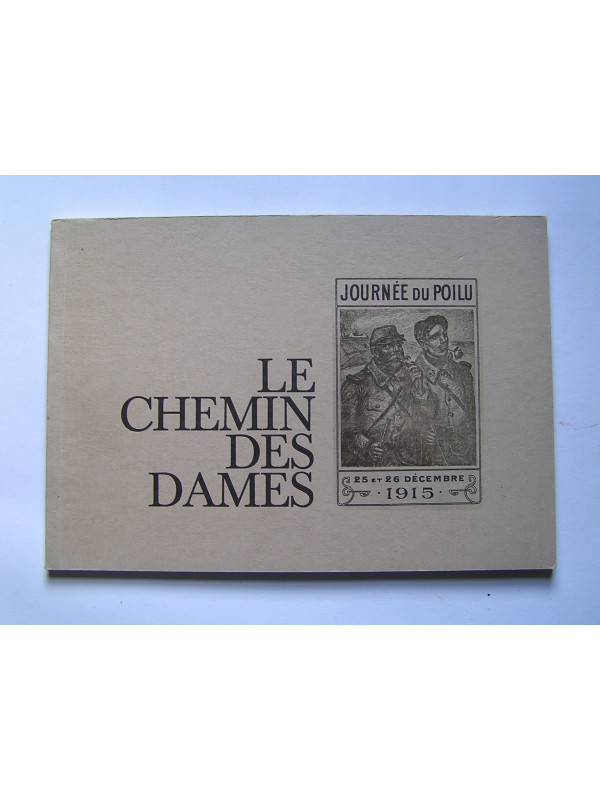 LE
CHEMIN
DES
DAMES
JOURNÉE DU POILU
25 ET 26 DÉCEMBRE
· 1915 ·